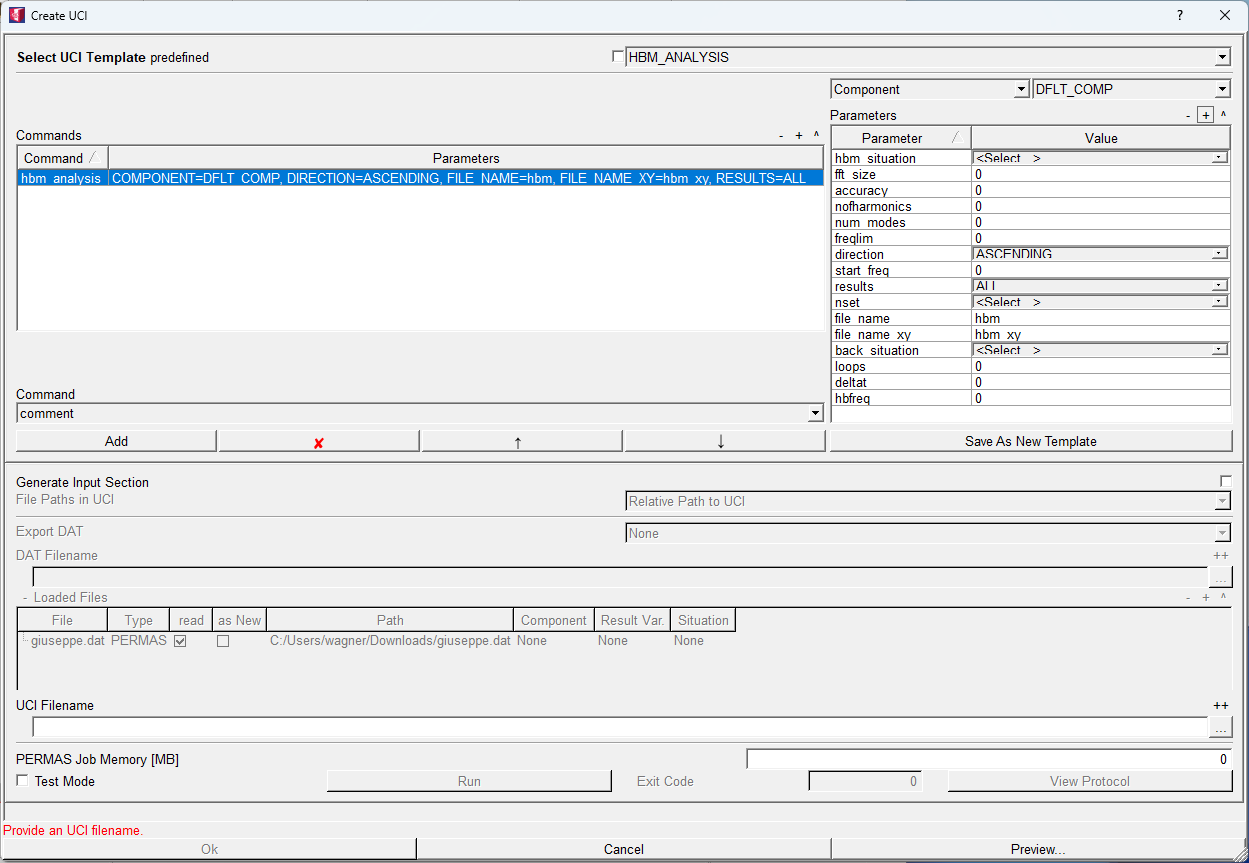 Create UCI
?
Select UCI Template predefined
HBM_ANALYSIS
Component
DFLT_COMP
Commands
- + ^
Parameters
- + ^
Command
Parameters
Parameter
Value
hbm_analysis
COMPONENT=DFLT_COMP, DIRECTION=ASCENDING, FILE_NAME=hbm, FILE_NAME_XY=hbm_xy, RESULTS=ALL
hbm_situation <Select >
fft_size 0
accuracy 0
nofharmonics 0
num_modes 0
freqlim 0
direction ASCENDING
start_freq 0
results ALL
nset <Select >
file_name hbm
file_name_xy hbm_xy
back_situation <Select >
loops 0
deltat 0
hbfreq 0
Command
comment
Add
✘
↑
↓
Save As New Template
Generate Input Section
File Paths in UCI
Relative Path to UCI
Export DAT
None
DAT Filename
++
...
- Loaded Files
- + ^
File Type read as New Path Component Result Var. Situation
giuseppe.dat PERMAS C:/Users/wagner/Downloads/giuseppe.dat None None None
UCI Filename
++
...
PERMAS Job Memory [MB]
0
Test Mode
Run
Exit Code
0
View Protocol
Provide an UCI filename.
Ok
Cancel
Preview...